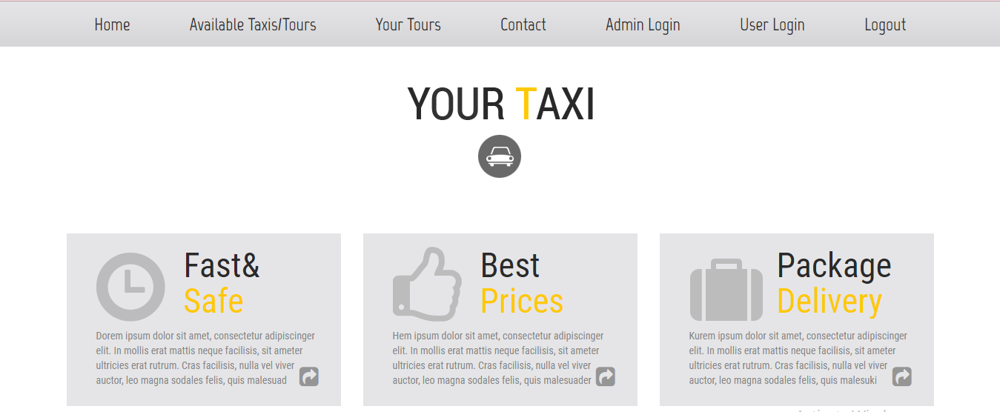 Home Available Taxis/Tours Your Tours Contact Admin Login User Login Logout
YOUR TAXI
Fast&
Safe
Dorem ipsum dolor sit amet, consectetur adipiscinger
elit. In mollis erat mattis neque facilisis, sit ameter
ultricies erat rutrum. Cras facilisis, nulla vel viver
auctor, leo magna sodales felis, quis malesuad
Best
Prices
Hem ipsum dolor sit amet, consectetur adipiscinger
elit. In mollis erat mattis neque facilisis, sit ameter
ultricies erat rutrum. Cras facilisis, nulla vel viver
auctor, leo magna sodales felis, quis malesuader
Package
Delivery
Kurem ipsum dolor sit amet, consectetur adipiscinger
elit. In mollis erat mattis neque facilisis, sit ameter
ultricies erat rutrum. Cras facilisis, nulla vel viver
auctor, leo magna sodales felis, quis malesuki